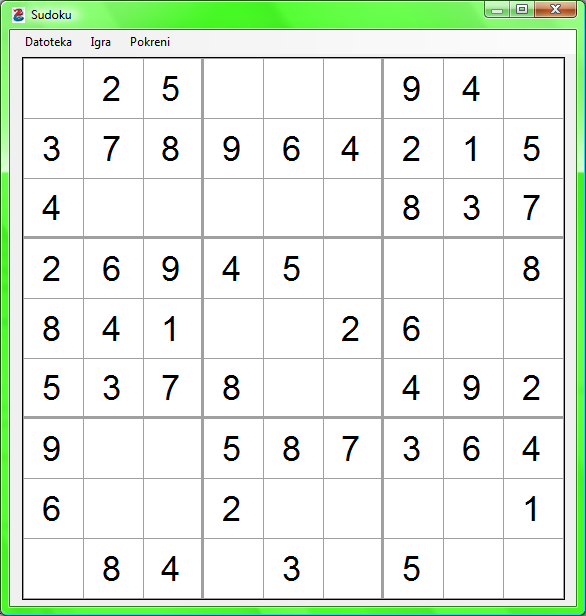 Sudoku
Datoteka Igra Pokreni
2 5 9 4
3 7 8 9 6 4 2 1 5
4 8 3 7
2 6 9 4 5 8
8 4 1 2 6
5 3 7 8 4 9 2
9 5 8 7 3 6 4
6 2 1
8 4 3 5